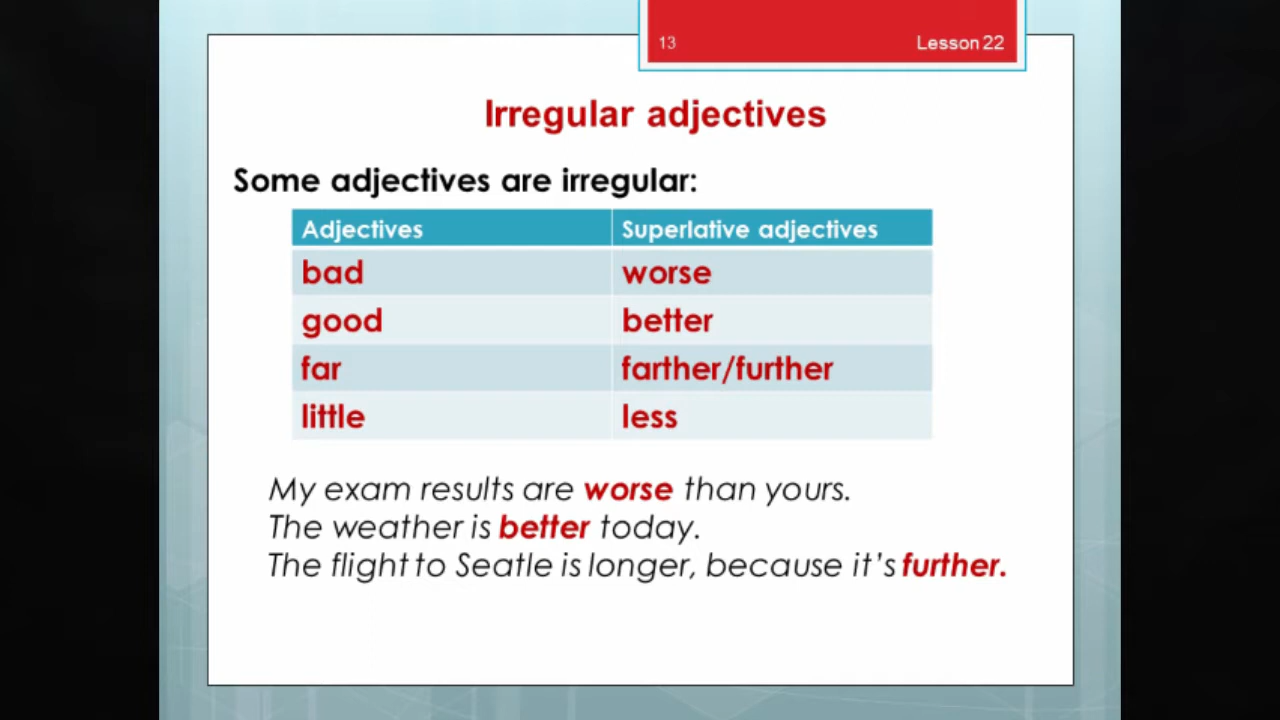 13 Lesson 22
Irregular adjectives
Some adjectives are irregular:
Adjectives Superlative adjectives
bad worse
good better
far farther/further
little less
My exam results are worse than yours.
The weather is better today.
The flight to Seatle is longer, because it's further.